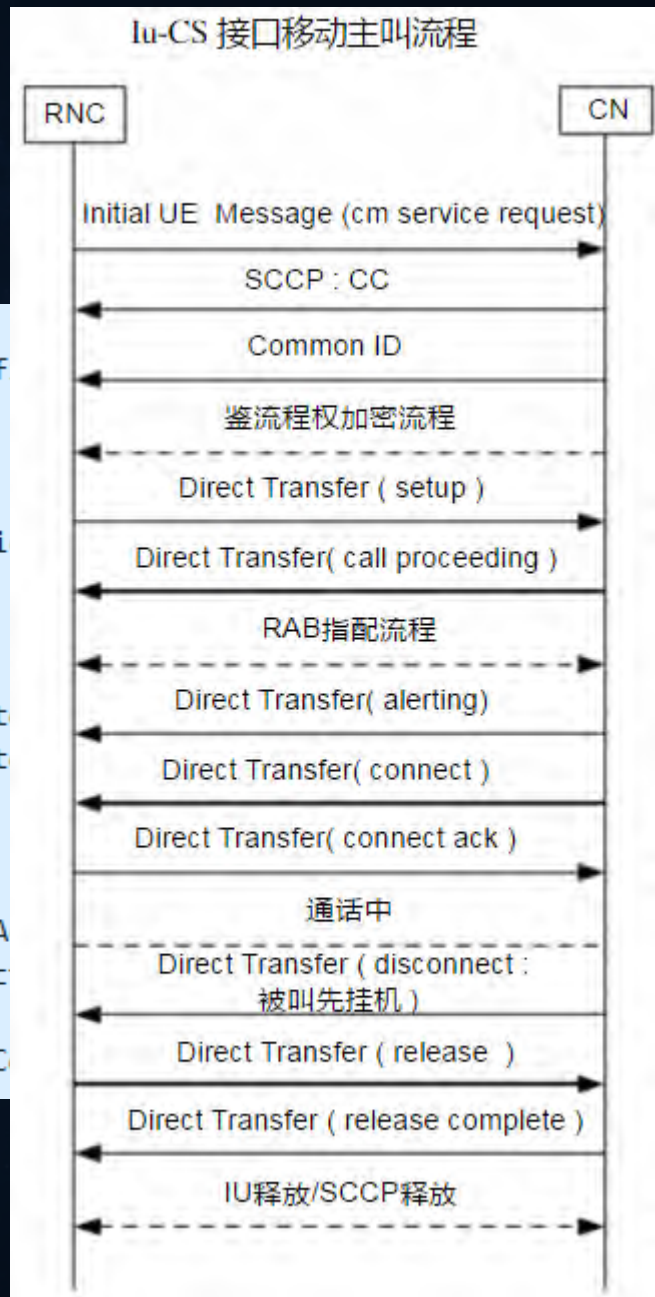 Iu-CS 接口移动主叫流程
RNC
CN
Initial UE Message (cm service request)
SCCP : CC
Common ID
鉴流程权加密流程
Direct Transfer ( setup )
Direct Transfer( call proceeding )
RAB指配流程
Direct Transfer( alerting)
Direct Transfer( connect )
Direct Transfer( connect ack )
通话中
Direct Transfer ( disconnect :
被叫先挂机 )
Direct Transfer ( release )
Direct Transfer ( release complete )
IU释放/SCCP释放